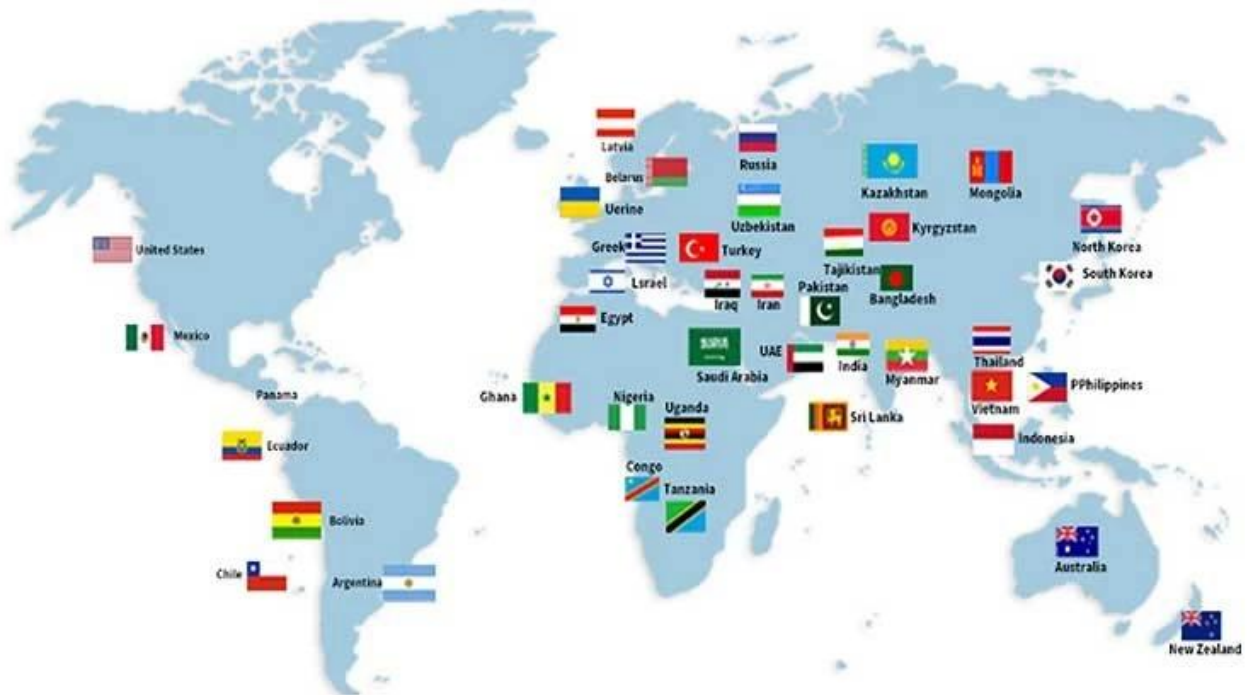 Latvia
Russia
Belarus
Kazakhstan
Mongolia
Uerine
Uzbekistan
Kyrgyzstan
United States
Greek
Turkey
Tajikistan
North Korea
South Korea
Lsrael
Iraq
Iran
Pakistan
Bangladesh
Egypt
Mexico
Saudi Arabia
UAE
India
Myanmar
Thailand
Panama
Ghana
Nigeria
Uganda
Sri Lanka
Vietnam
PPhilippines
Ecuador
Indonesia
Congo
Tanzania
Bolivia
Chile
Argentina
Australia
New Zealand